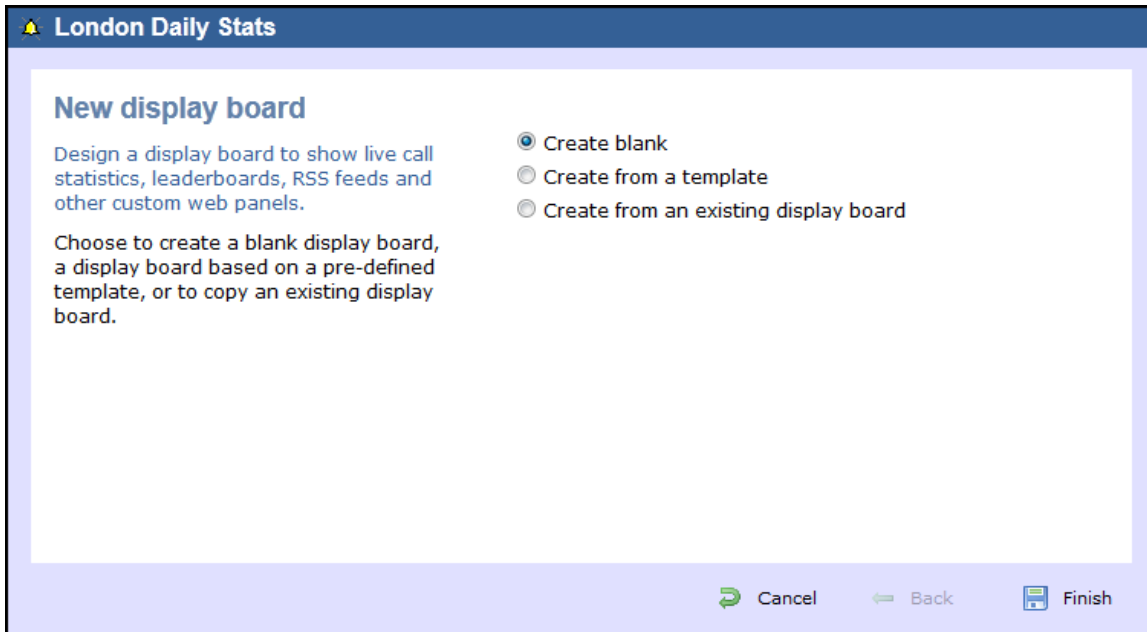 London Daily Stats
New display board
Design a display board to show live call
statistics, leaderboards, RSS feeds and
other custom web panels.
Choose to create a blank display board,
a display board based on a pre-defined
template, or to copy an existing display
board.
Create blank
Create from a template
Create from an existing display board
Cancel
Back
Finish